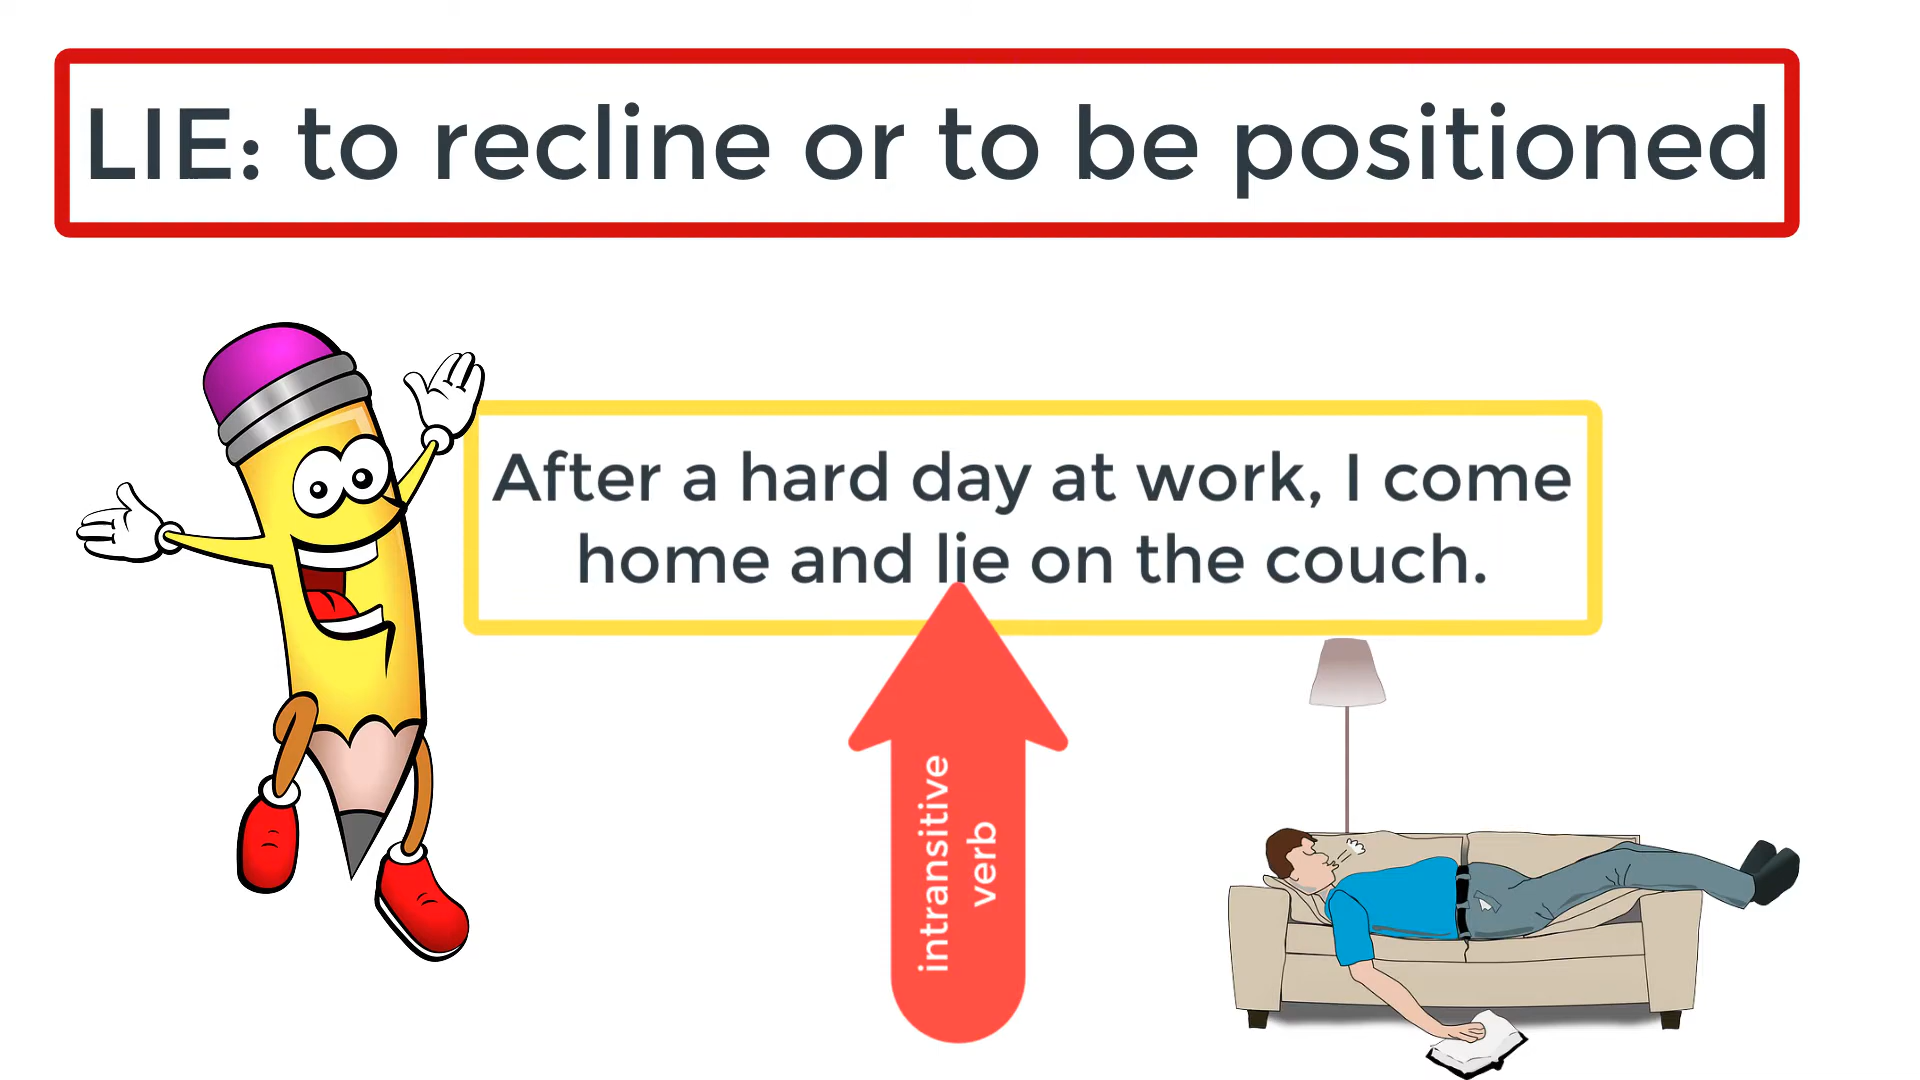 LIE: to recline or to be positioned
After a hard day at work, I come
home and lie on the couch.
intransitive
verb